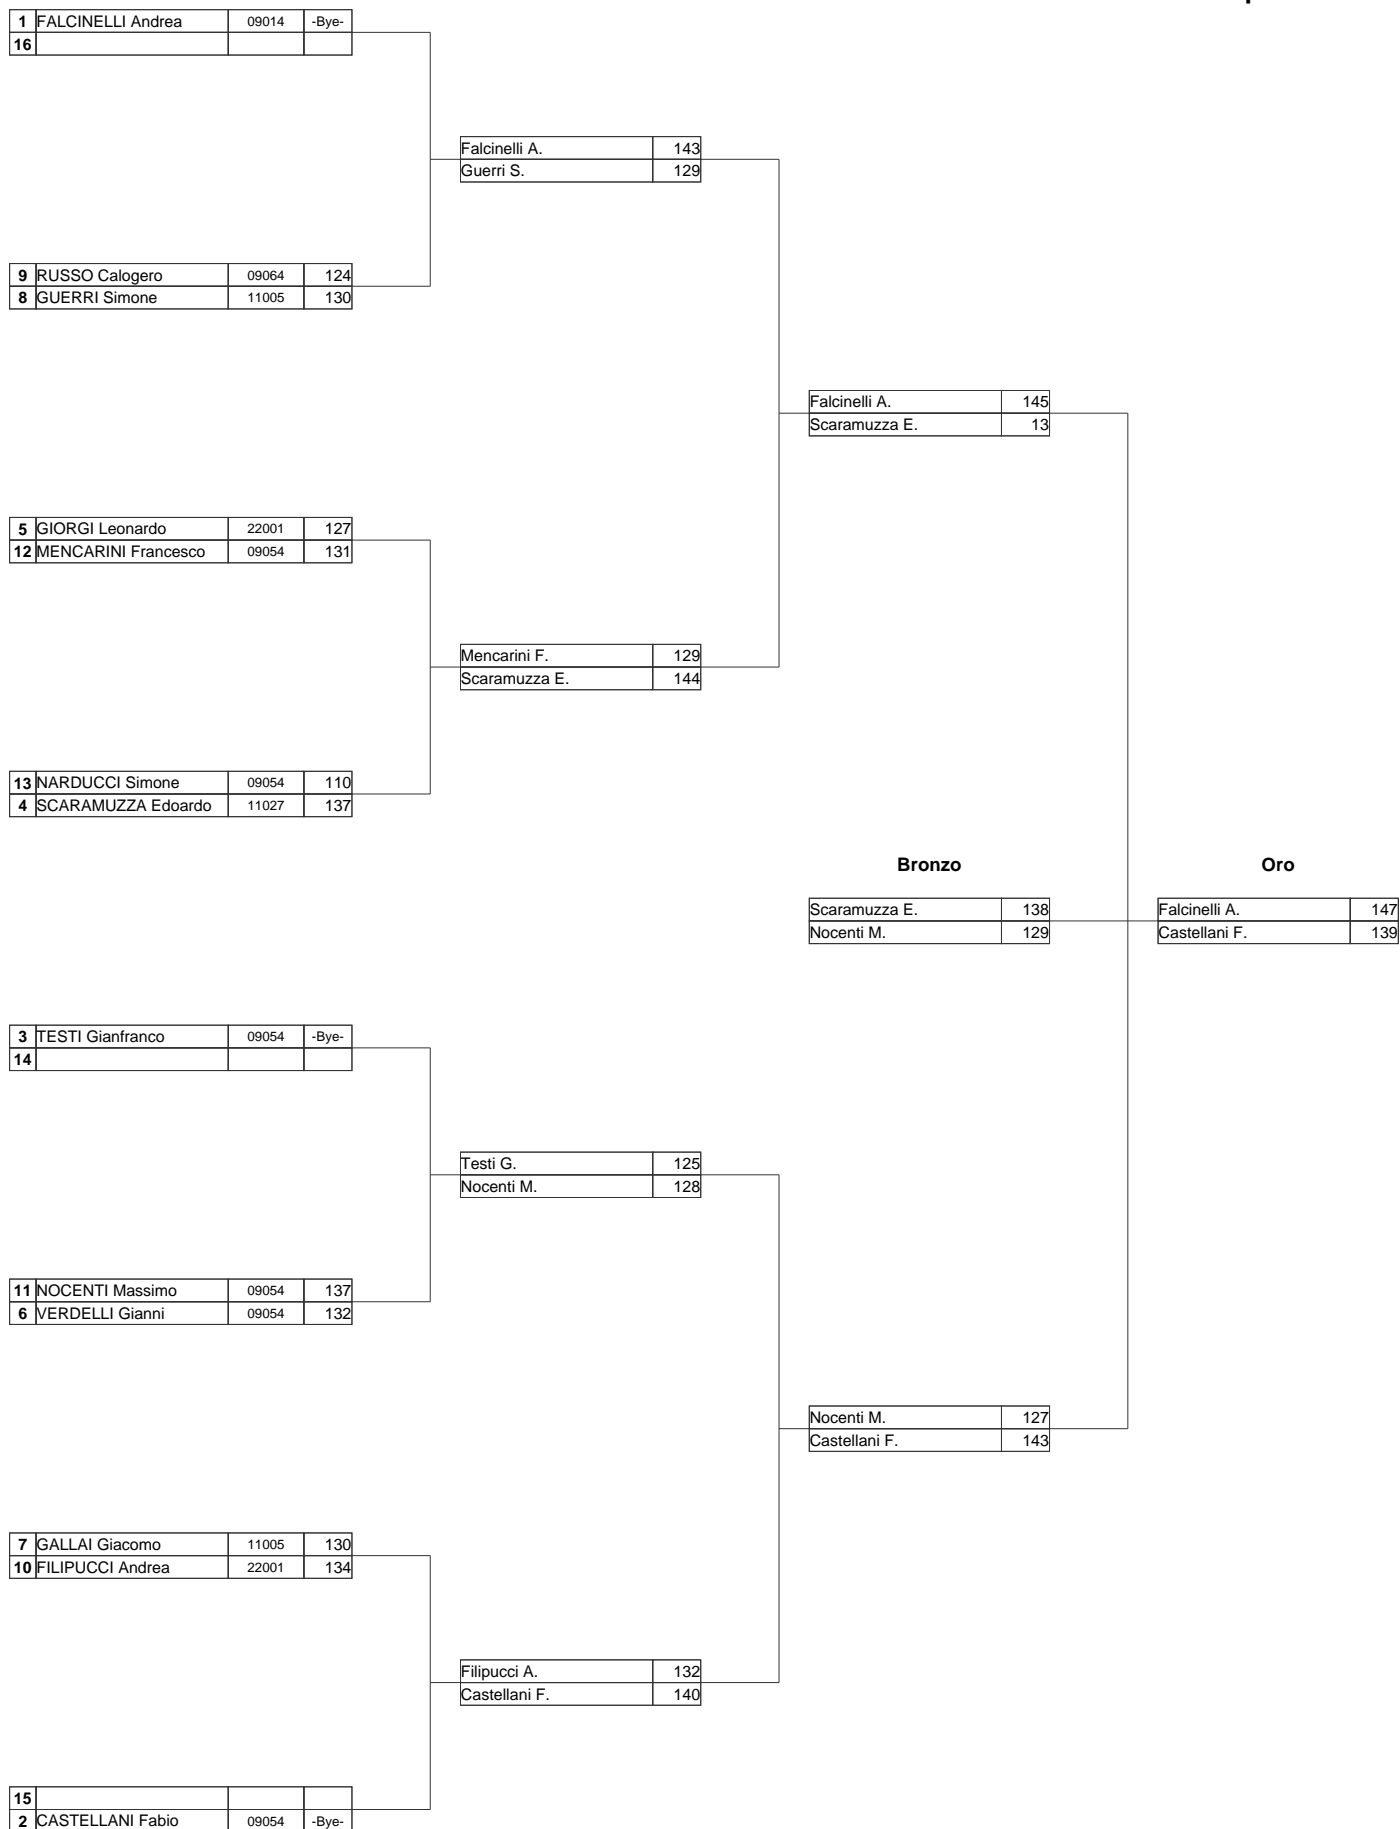 1 FALCINELLI Andrea 09014 -Bye-
16
Falcinelli A. 143
Guerri S. 129
9 RUSSO Calogero 09064 124
8 GUERRI Simone 11005 130
Falcinelli A. 145
Scaramuzza E. 13
5 GIORGI Leonardo 22001 127
12 MENCARINI Francesco 09054 131
Mencarini F. 129
Scaramuzza E. 144
13 NARDUCCI Simone 09054 110
4 SCARAMUZZA Edoardo 11027 137
Bronzo Oro
Scaramuzza E. 138 Falcinelli A. 147
Nocenti M. 129 Castellani F. 139
3 TESTI Gianfranco 09054 -Bye-
14
Testi G. 125
Nocenti M. 128
11 NOCENTI Massimo 09054 137
6 VERDELLI Gianni 09054 132
Nocenti M. 127
Castellani F. 143
7 GALLAI Giacomo 11005 130
10 FILIPUCCI Andrea 22001 134
Filipucci A. 132
Castellani F. 140
15
2 CASTELLANI Fabio 09054 -Bye-